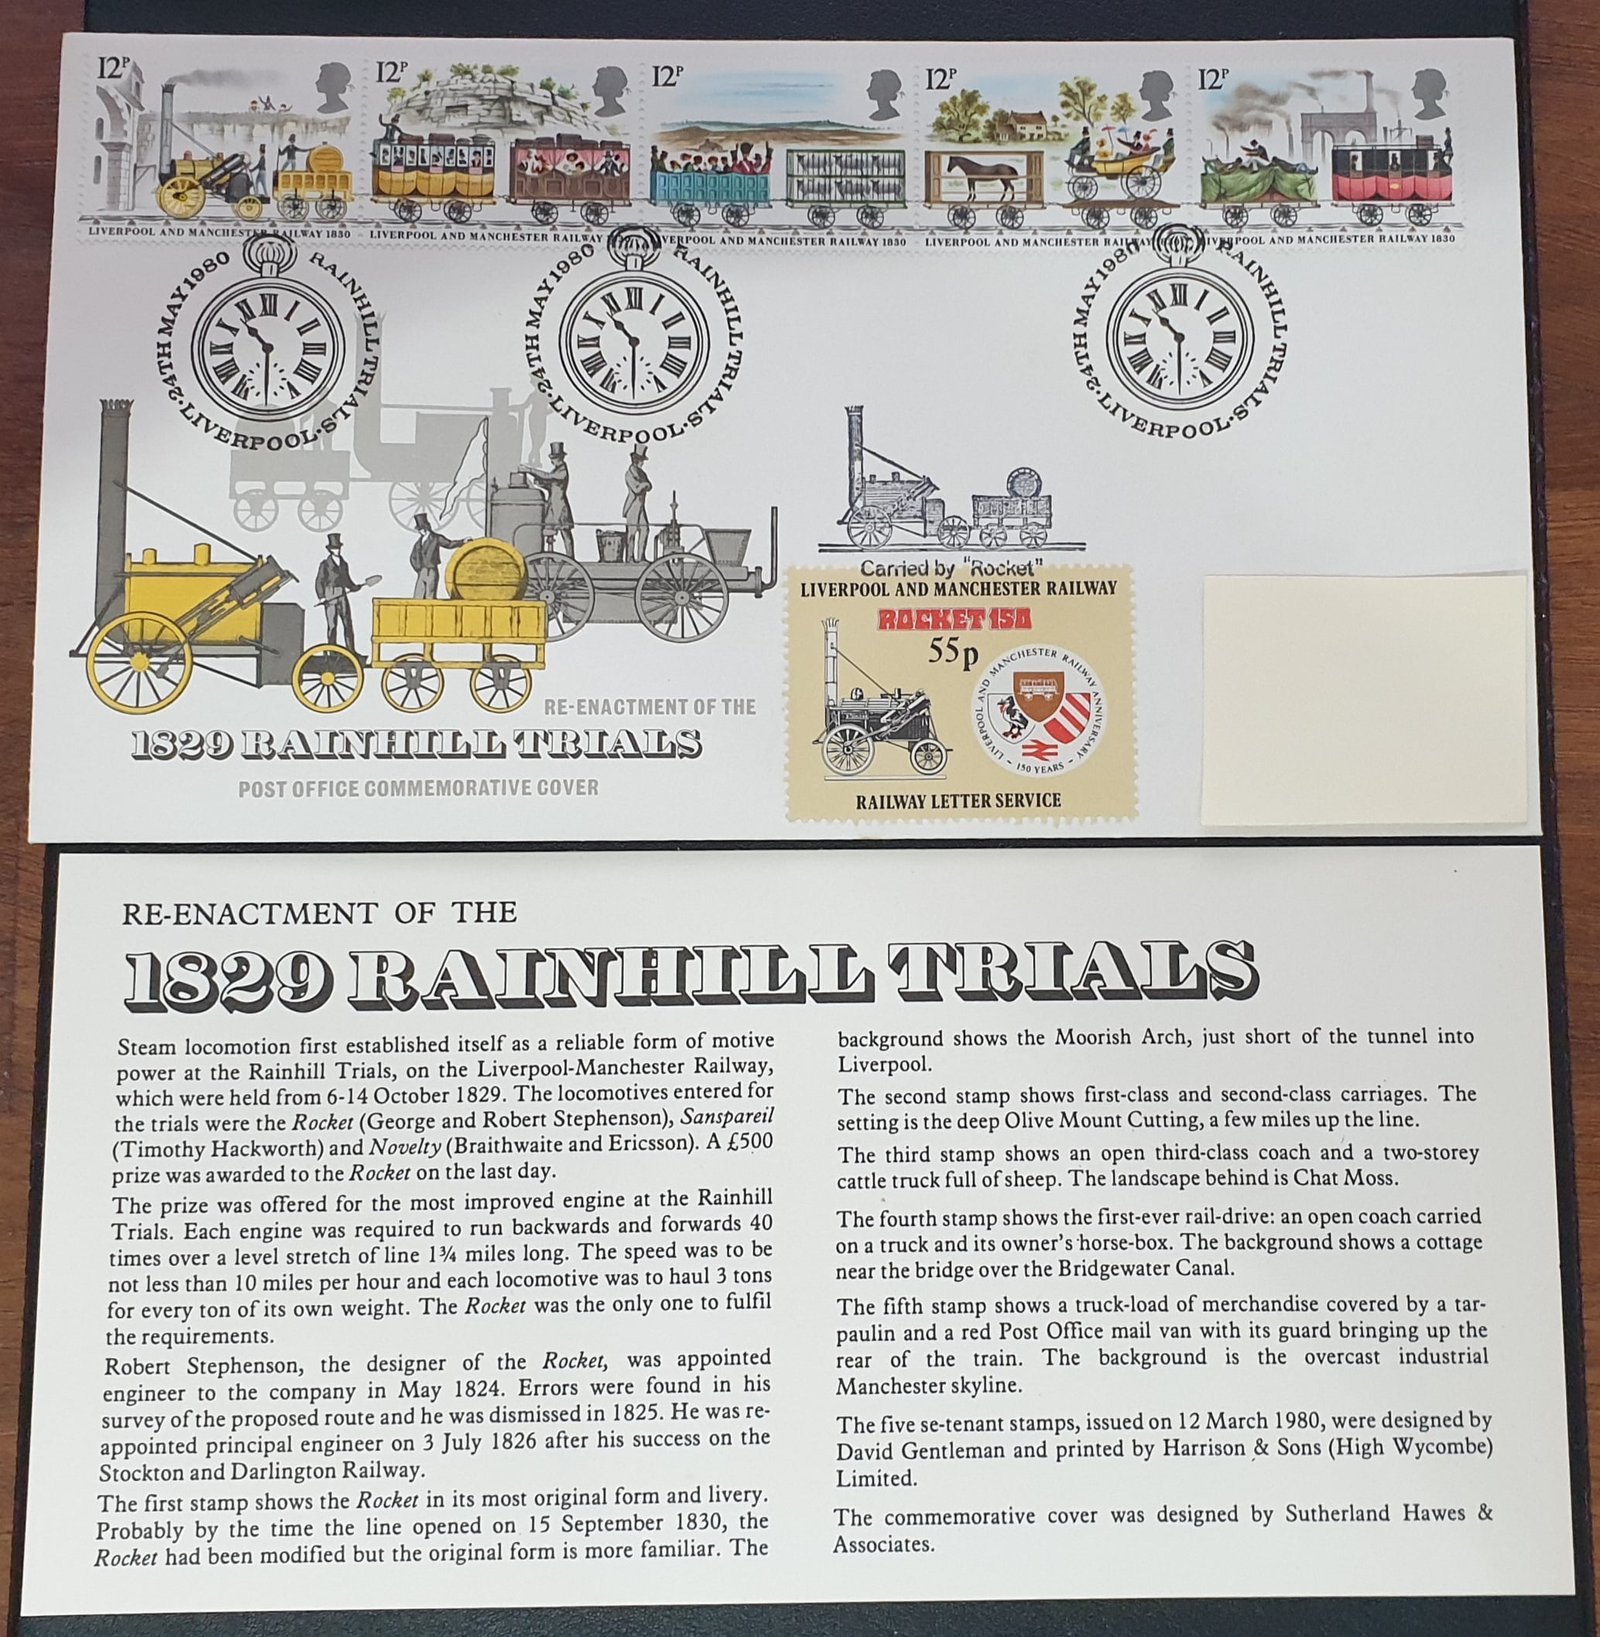 12P
12P
12P
12P
12P
LIVERPOOL AND MANCHESTER RAILWAY 1830
LIVERPOOL AND MANCHESTER RAILWAY
LIVERPOOL AND MANCHESTER RAILWAY 1830
LIVERPOOL AND MANCHESTER RAILWAY
LIVERPOOL AND MANCHESTER RAILWAY 1830
24TH MAY 1980 RAINHILL TRIALS · LIVERPOOL ·
24TH MAY 1980 RAINHILL TRIALS · LIVERPOOL ·
24TH MAY 1980 RAINHILL TRIALS · LIVERPOOL ·
Carried by "Rocket"
LIVERPOOL AND MANCHESTER RAILWAY
ROCKET 150
55p
LIVERPOOL AND MANCHESTER RAILWAY ANNIVERSARY
– 150 YEARS –
RAILWAY LETTER SERVICE
RE-ENACTMENT OF THE
1829 RAINHILL TRIALS
POST OFFICE COMMEMORATIVE COVER
RE-ENACTMENT OF THE
1829 RAINHILL TRIALS
Steam locomotion first established itself as a reliable form of motive
power at the Rainhill Trials, on the Liverpool-Manchester Railway,
which were held from 6-14 October 1829. The locomotives entered for
the trials were the Rocket (George and Robert Stephenson), Sanspareil
(Timothy Hackworth) and Novelty (Braithwaite and Ericsson). A £500
prize was awarded to the Rocket on the last day.
The prize was offered for the most improved engine at the Rainhill
Trials. Each engine was required to run backwards and forwards 40
times over a level stretch of line 1¾ miles long. The speed was to be
not less than 10 miles per hour and each locomotive was to haul 3 tons
for every ton of its own weight. The Rocket was the only one to fulfil
the requirements.
Robert Stephenson, the designer of the Rocket, was appointed
engineer to the company in May 1824. Errors were found in his
survey of the proposed route and he was dismissed in 1825. He was re-
appointed principal engineer on 3 July 1826 after his success on the
Stockton and Darlington Railway.
The first stamp shows the Rocket in its most original form and livery.
Probably by the time the line opened on 15 September 1830, the
Rocket had been modified but the original form is more familiar. The
background shows the Moorish Arch, just short of the tunnel into
Liverpool.
The second stamp shows first-class and second-class carriages. The
setting is the deep Olive Mount Cutting, a few miles up the line.
The third stamp shows an open third-class coach and a two-storey
cattle truck full of sheep. The landscape behind is Chat Moss.
The fourth stamp shows the first-ever rail-drive: an open coach carried
on a truck and its owner's horse-box. The background shows a cottage
near the bridge over the Bridgewater Canal.
The fifth stamp shows a truck-load of merchandise covered by a tar-
paulin and a red Post Office mail van with its guard bringing up the
rear of the train. The background is the overcast industrial
Manchester skyline.
The five se-tenant stamps, issued on 12 March 1980, were designed by
David Gentleman and printed by Harrison & Sons (High Wycombe)
Limited.
The commemorative cover was designed by Sutherland Hawes &
Associates.